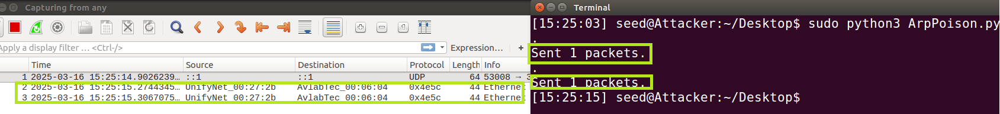 Capturing from any
Apply a display filter … <Ctrl-/>
Expression…
+
Time Source Destination Protocol Length Info
1 2025-03-16 15:25:14.9026239… ::1 ::1 UDP 64 53008 →
2 2025-03-16 15:25:15.2744345… UnifyNet_00:27:2b AvlabTec_00:06:04 0x4e5c 44 Ethernet
3 2025-03-16 15:25:15.3067075… UnifyNet_00:27:2b AvlabTec_00:06:04 0x4e5c 44 Ethernet
Terminal
[15:25:03] seed@Attacker:~/Desktop$ sudo python3 ArpPoison.py
.
Sent 1 packets.
.
Sent 1 packets.
[15:25:15] seed@Attacker:~/Desktop$